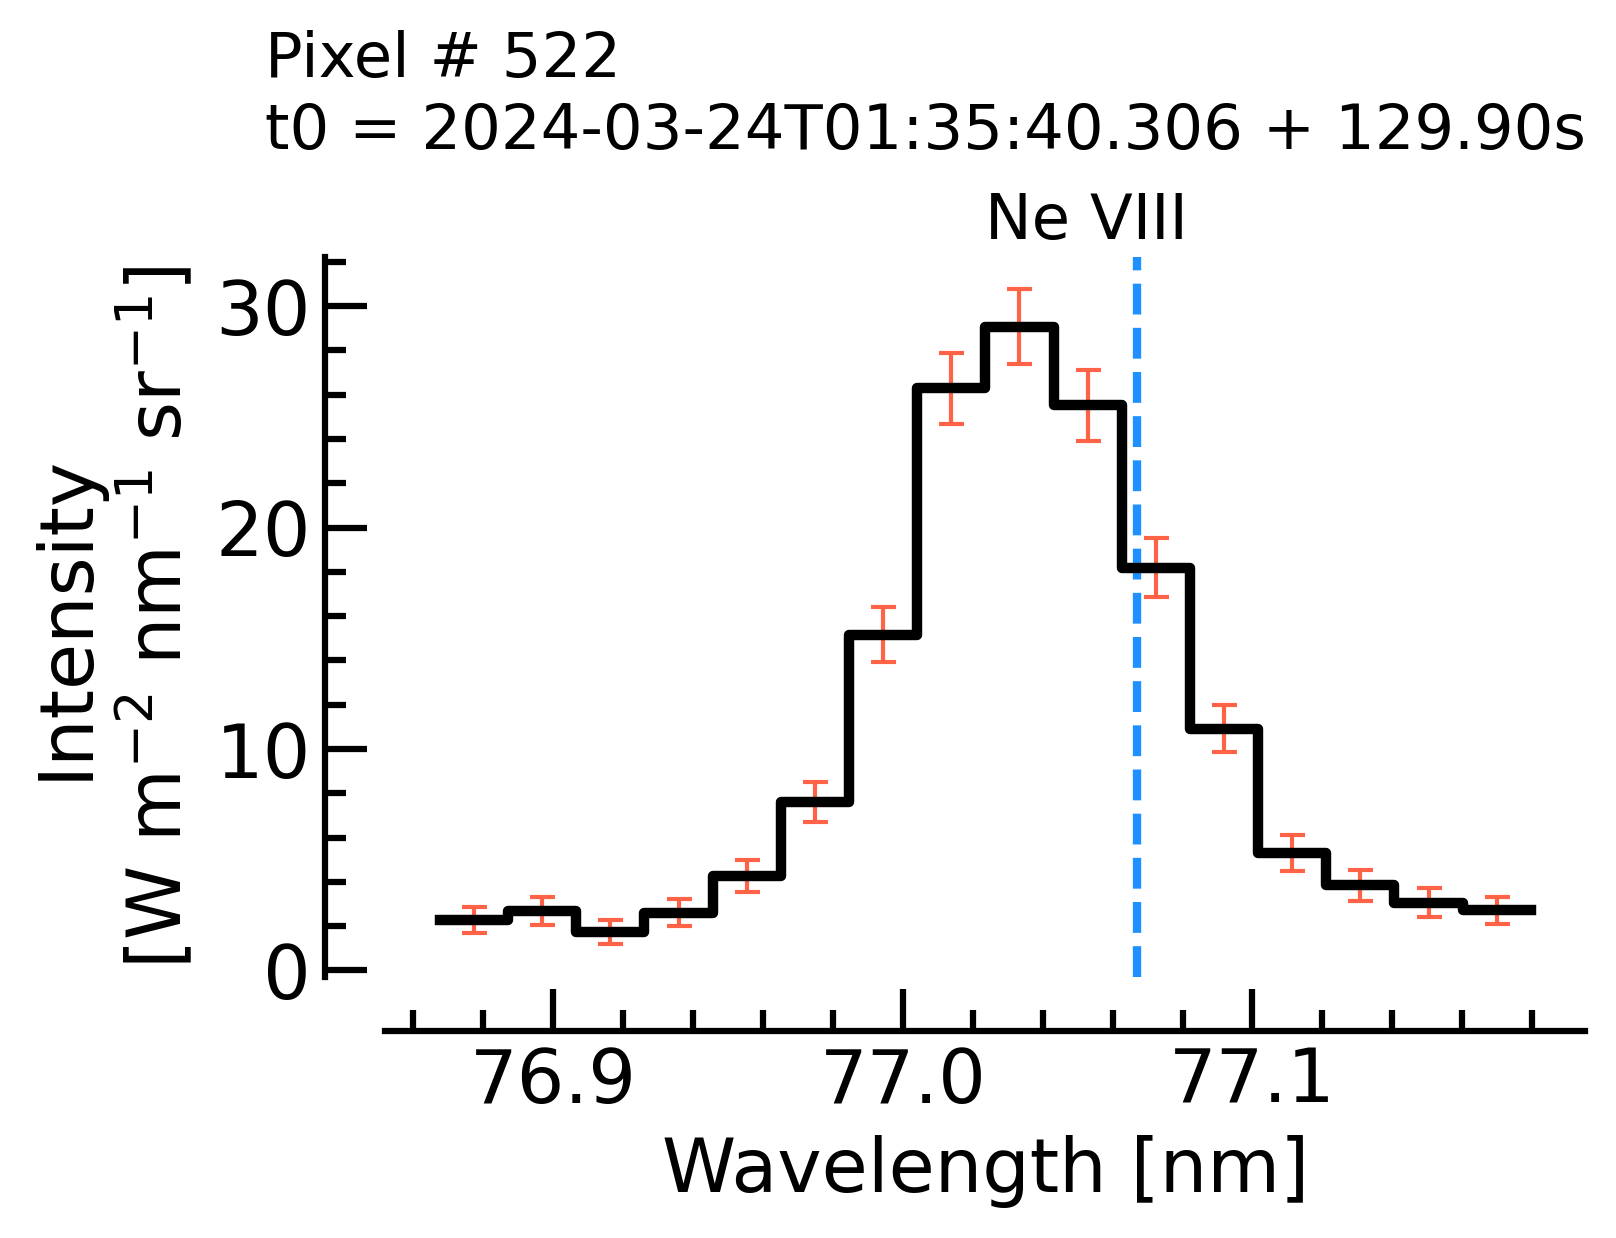 Pixel # 522
t0 = 2024-03-24T01:35:40.306 + 129.90s
Ne VIII
Intensity
[W m⁻² nm⁻¹ sr⁻¹]
30
20
10
0
76.9 77.0 77.1
Wavelength [nm]